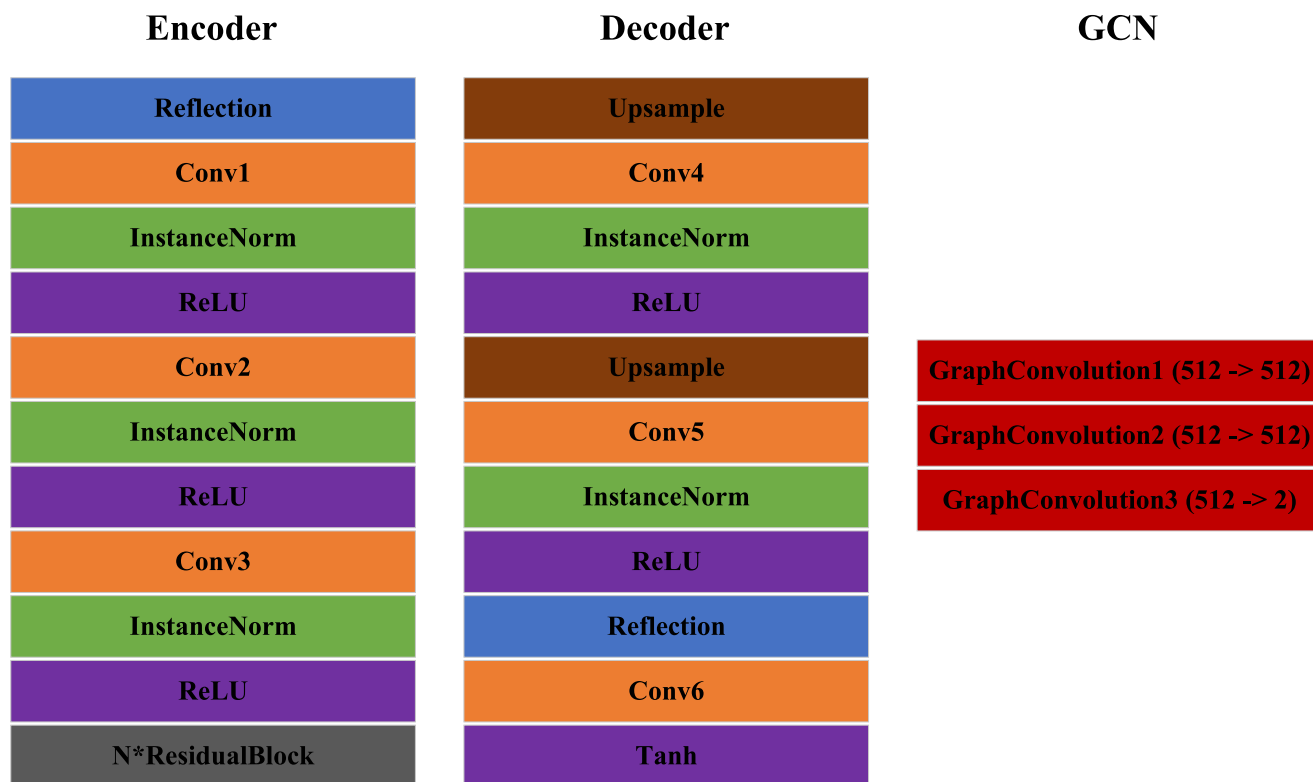 Encoder
Reflection
Conv1
InstanceNorm
ReLU
Conv2
InstanceNorm
ReLU
Conv3
InstanceNorm
ReLU
N*ResidualBlock
Decoder
Upsample
Conv4
InstanceNorm
ReLU
Upsample
Conv5
InstanceNorm
ReLU
Reflection
Conv6
Tanh
GCN
GraphConvolution1 (512 -> 512)
GraphConvolution2 (512 -> 512)
GraphConvolution3 (512 -> 2)